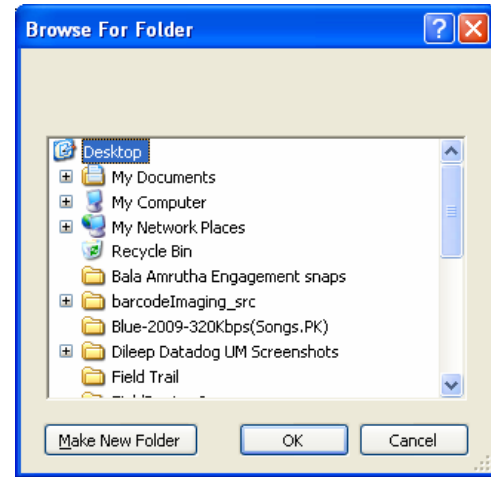 Browse For Folder
Desktop
My Documents
My Computer
My Network Places
Recycle Bin
Bala Amrutha Engagement snaps
barcodeImaging_src
Blue-2009-320Kbps(Songs.PK)
Dileep Datadog UM Screenshots
Field Trail
Make New Folder OK Cancel